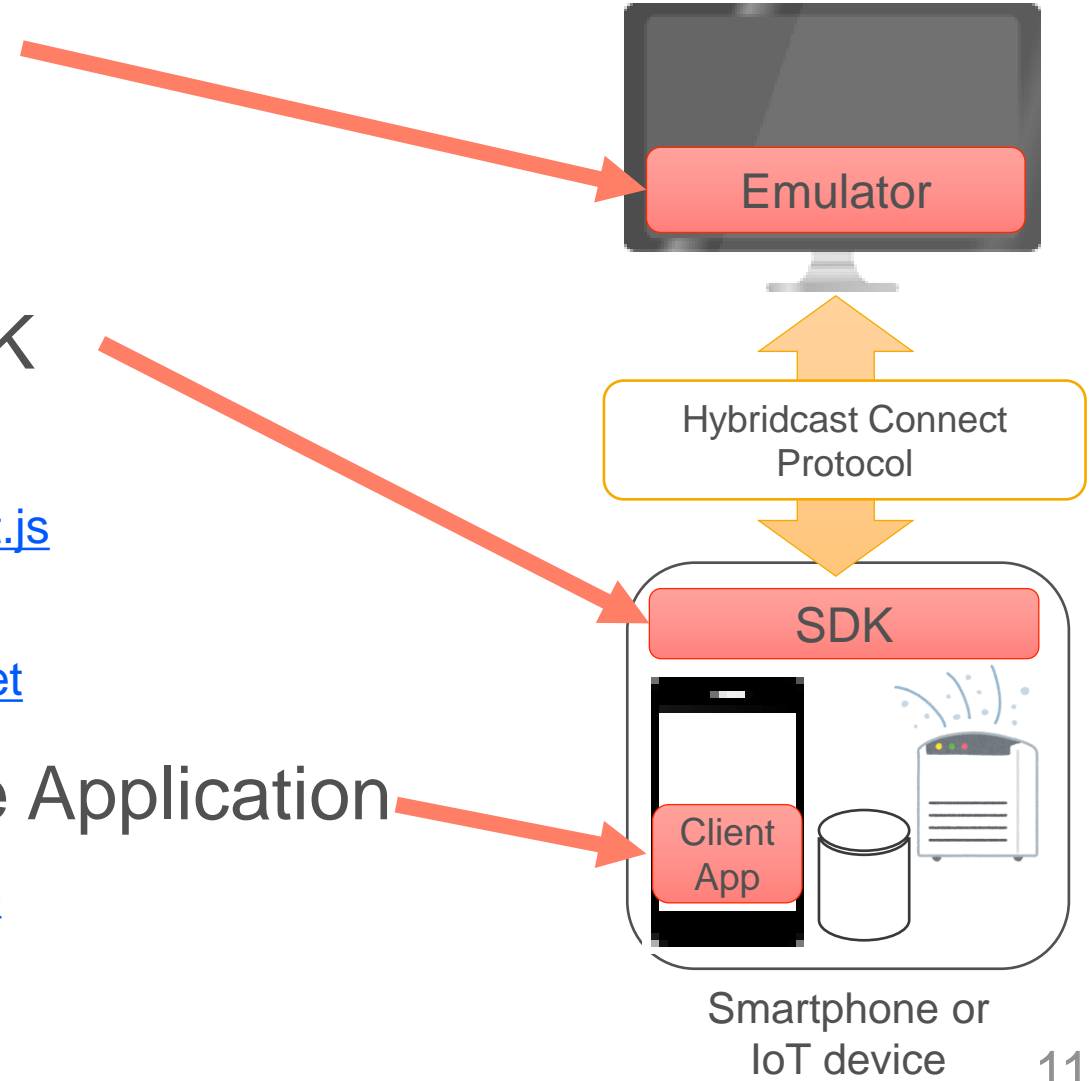 Emulator
K
Hybridcast Connect
Protocol
t.js
SDK
et
e Application
Client
App
Smartphone or
IoT device
11